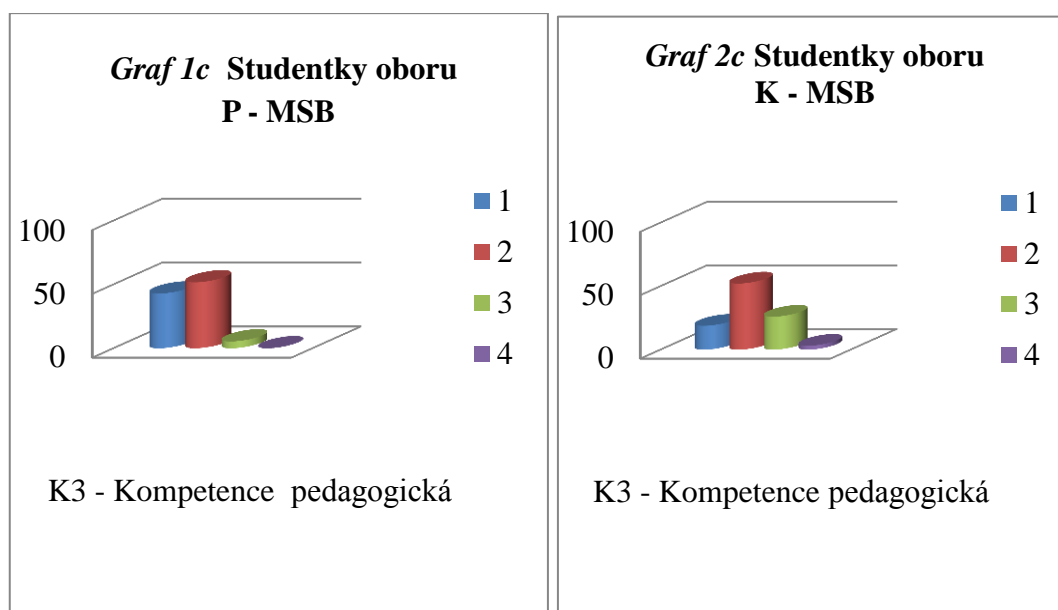 Graf 1c Studentky oboru
P - MSB
100
50
0
1
2
3
4
K3 - Kompetence pedagogická
Graf 2c Studentky oboru
K - MSB
100
50
0
1
2
3
4
K3 - Kompetence pedagogická